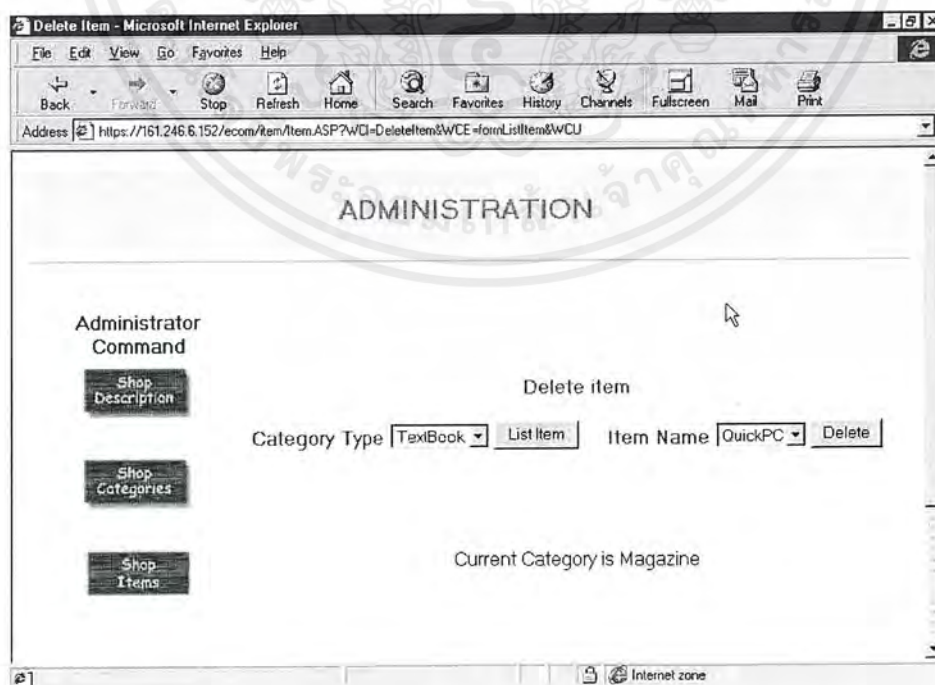 Delete Item - Microsoft Internet Explorer
File Edit View Go Favorites Help
Back Forward Stop Refresh Home Search Favorites History Channels Fullscreen Mail Print
Address https://161.246.6.152/ecom/item/Item.ASP?WCI=DeleteItem&WCE=formListItem&WCU
ADMINISTRATION
Administrator
Command
Shop
Description
Delete item
Category Type TextBook List Item Item Name QuickPC Delete
Shop
Categories
Current Category is Magazine
Shop
Items
Internet zone